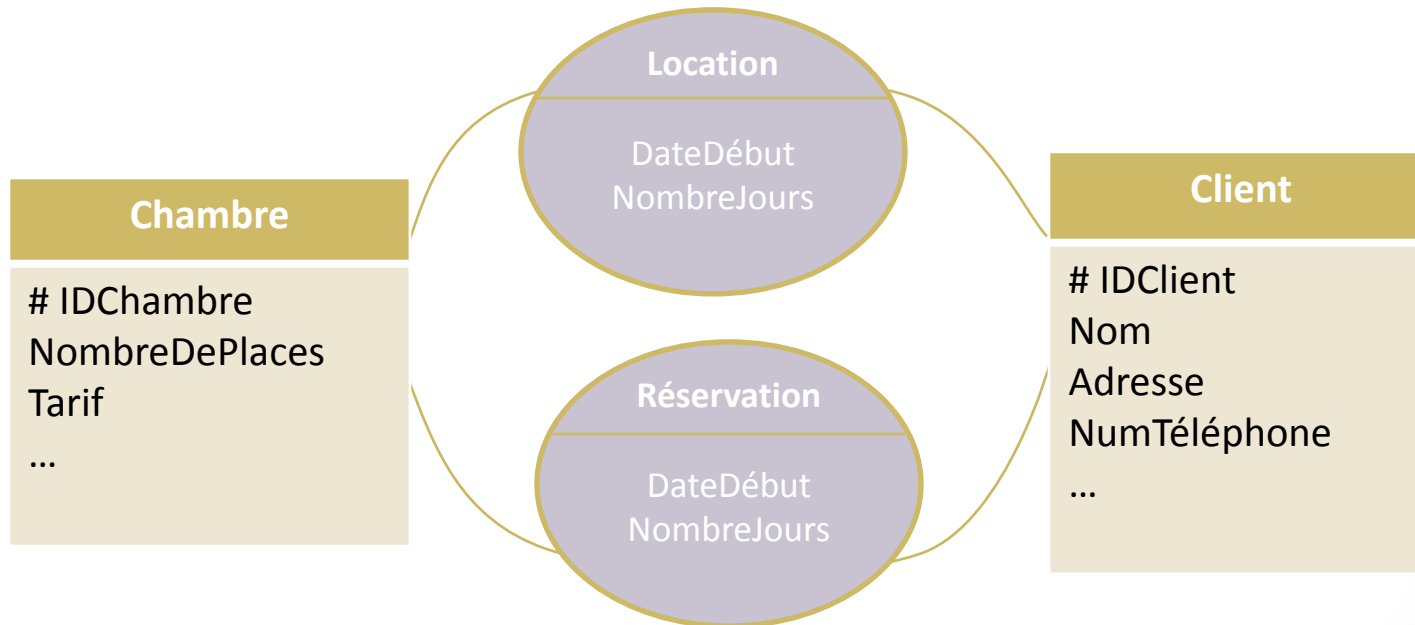 Location
DateDébut
NombreJours
Chambre
# IDChambre
NombreDePlaces
Tarif
...
Client
# IDClient
Nom
Adresse
NumTéléphone
...
Réservation
DateDébut
NombreJours